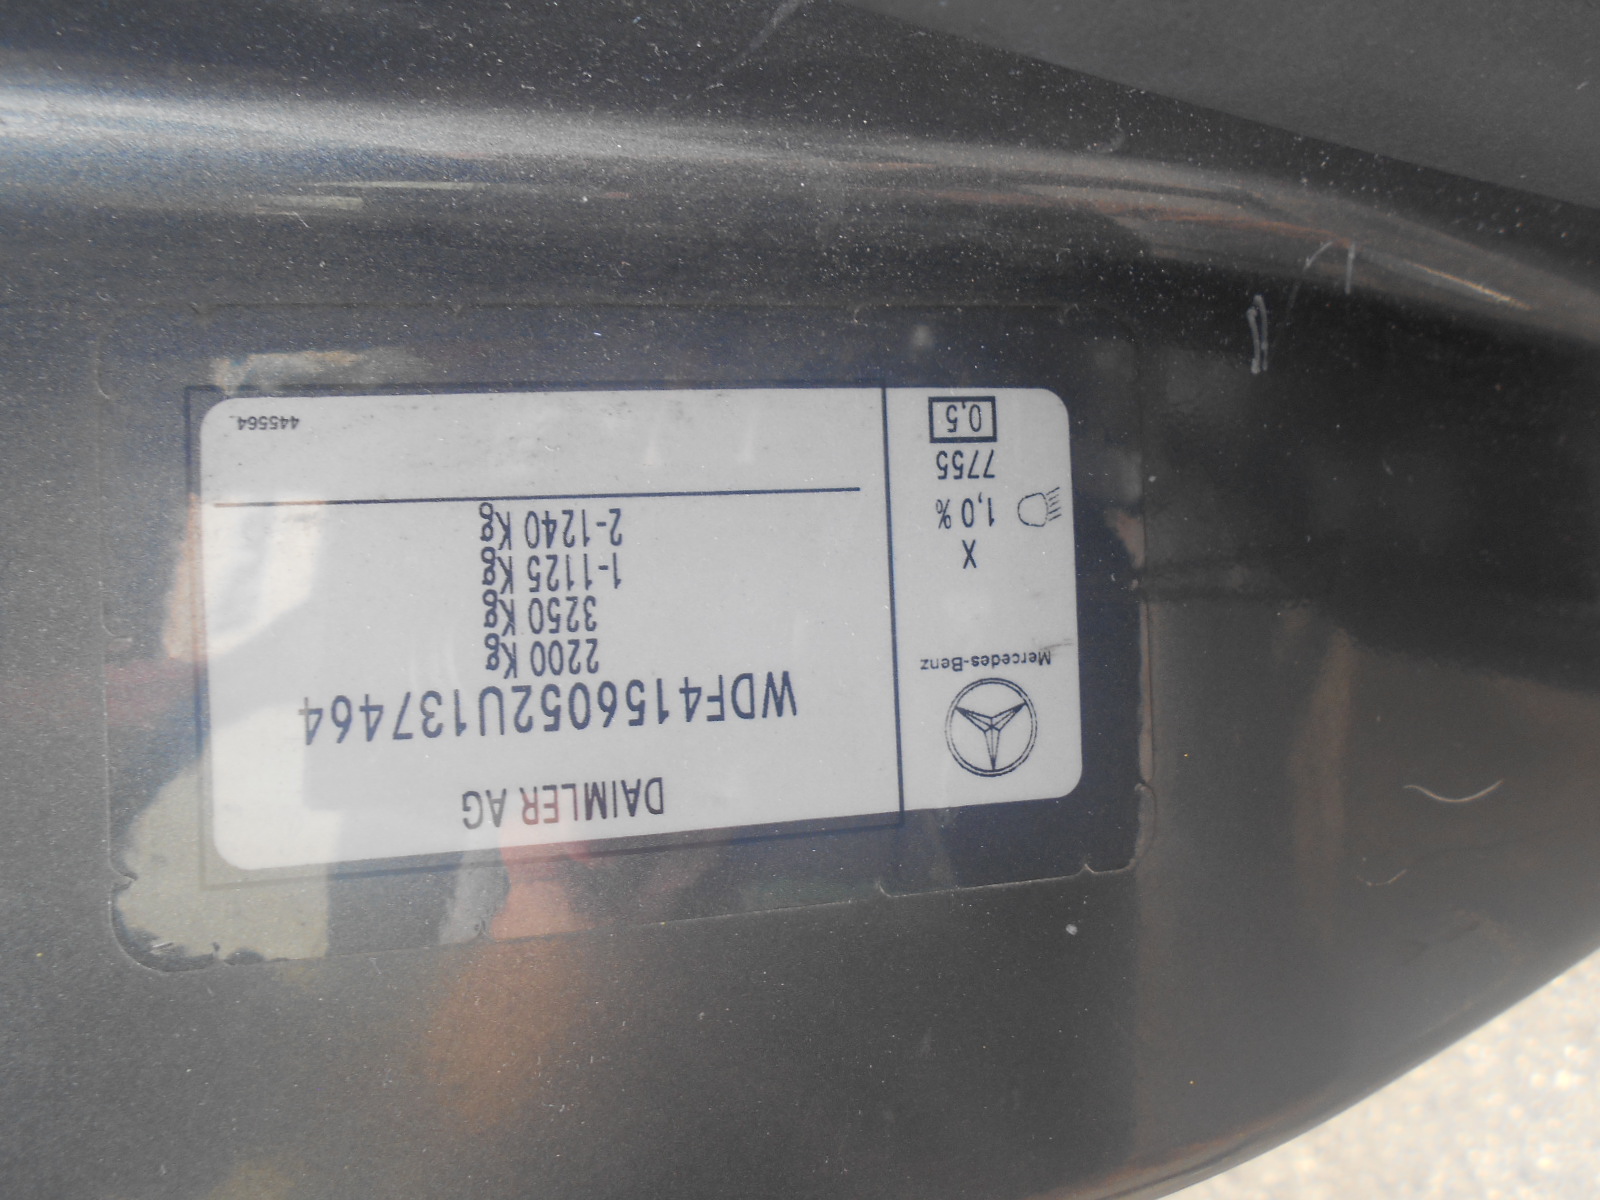 DAIMLER AG
WDF4156052U137464
2200 Kg
3250 Kg
1-1125 Kg
2-1240 Kg
445564
Mercedes-Benz
X
1,0 %
7755
0,5